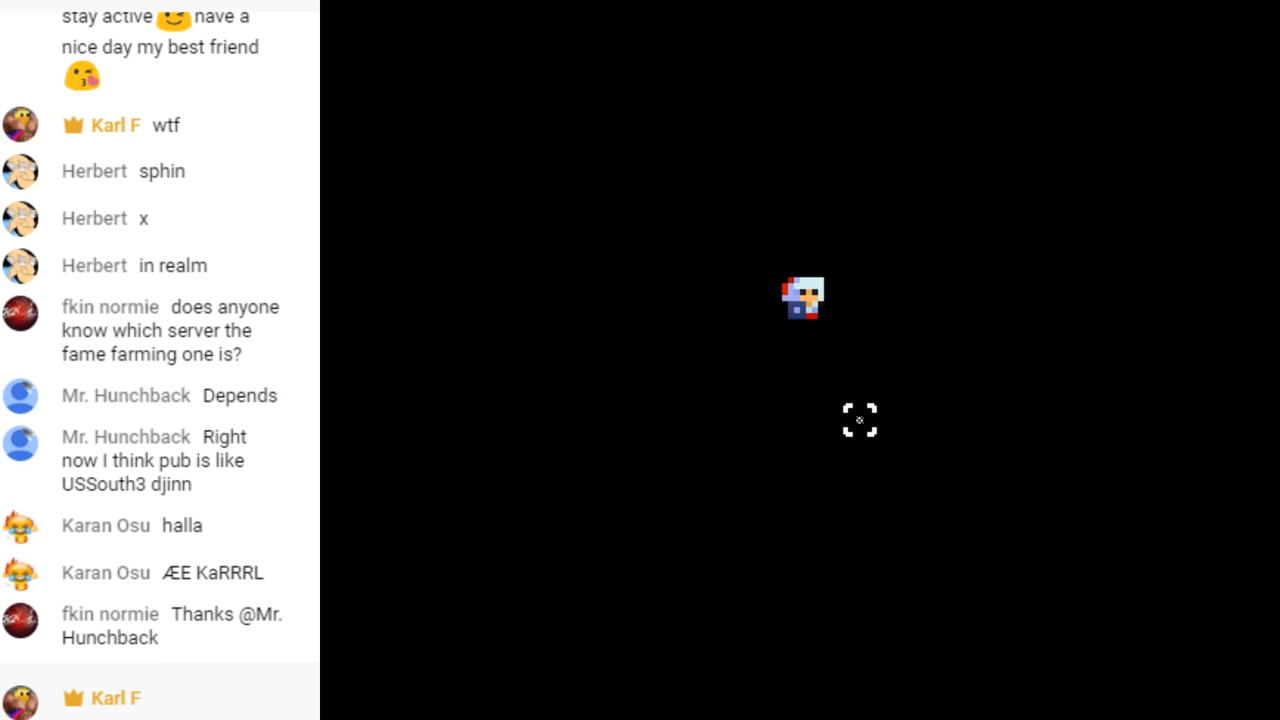 stay active have a
nice day my best friend
Karl F wtf
Herbert sphin
Herbert x
Herbert in realm
fkin normie does anyone
know which server the
fame farming one is?
Mr. Hunchback Depends
Mr. Hunchback Right
now I think pub is like
USSouth3 djinn
Karan Osu halla
Karan Osu ÆE KaRRRL
fkin normie Thanks @Mr.
Hunchback
Karl F